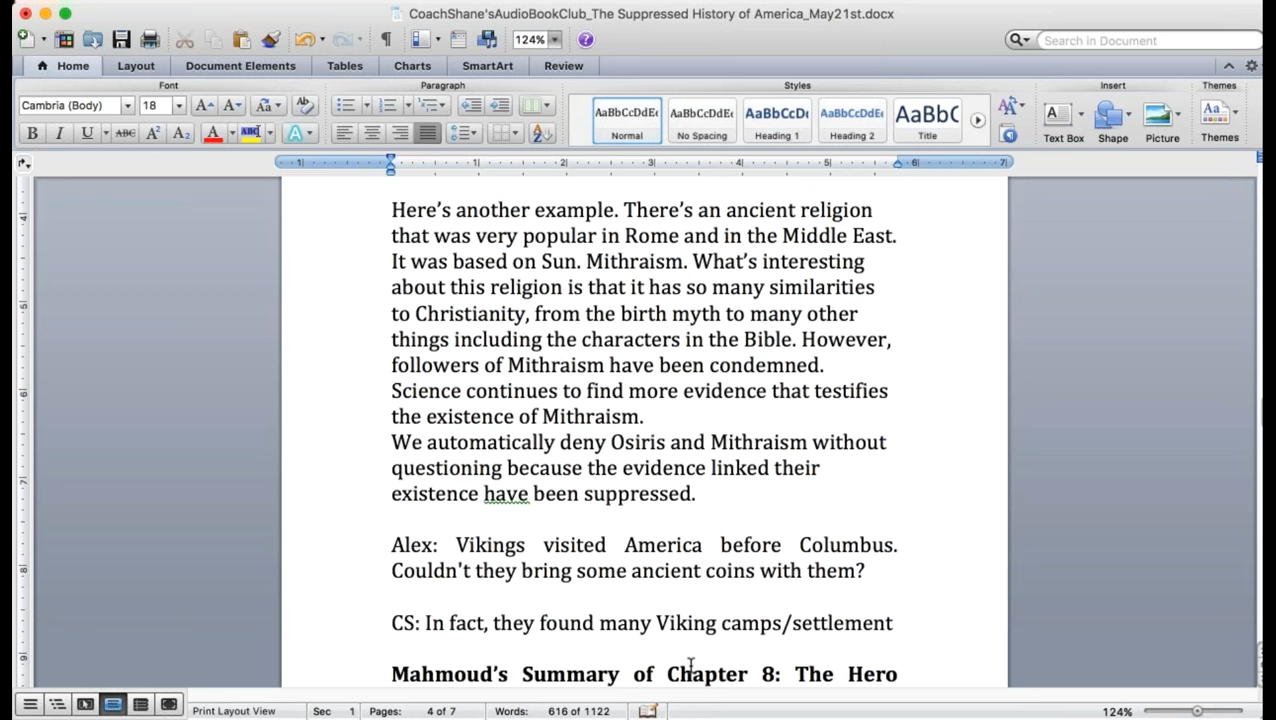 CoachShane'sAudioBookClub_The Suppressed History of America_May21st.docx
124%
Search in Document
Home Layout Document Elements Tables Charts SmartArt Review
Font Paragraph Styles Insert Themes
Cambria (Body) 18
AaBbCcDdEe AaBbCcDdEe AaBbCcDc AaBbCcDdEe AaBbC
Normal No Spacing Heading 1 Heading 2 Title
Text Box Shape Picture Themes
1 1 2 3 4 5 6 7
Here's another example. There's an ancient religion
that was very popular in Rome and in the Middle East.
It was based on Sun. Mithraism. What's interesting
about this religion is that it has so many similarities
to Christianity, from the birth myth to many other
things including the characters in the Bible. However,
followers of Mithraism have been condemned.
Science continues to find more evidence that testifies
the existence of Mithraism.
We automatically deny Osiris and Mithraism without
questioning because the evidence linked their
existence have been suppressed.
Alex: Vikings visited America before Columbus.
Couldn't they bring some ancient coins with them?
CS: In fact, they found many Viking camps/settlement
Mahmoud's Summary of Chapter 8: The Hero
Print Layout View Sec 1 Pages: 4 of 7 Words: 616 of 1122 124%